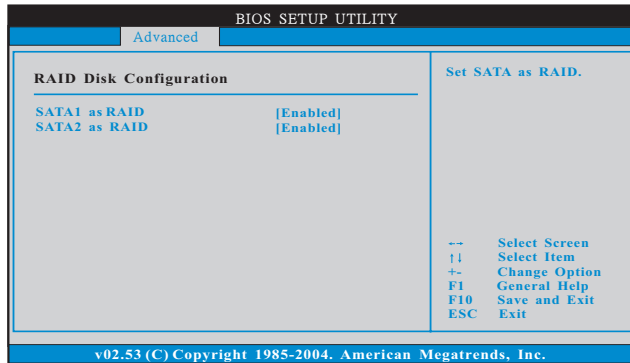 BIOS SETUP UTILITY
Advanced
RAID Disk Configuration
SATA1 as RAID [Enabled]
SATA2 as RAID [Enabled]
Set SATA as RAID.
←→ Select Screen
↑↓ Select Item
+- Change Option
F1 General Help
F10 Save and Exit
ESC Exit
v02.53 (C) Copyright 1985-2004. American Megatrends, Inc.